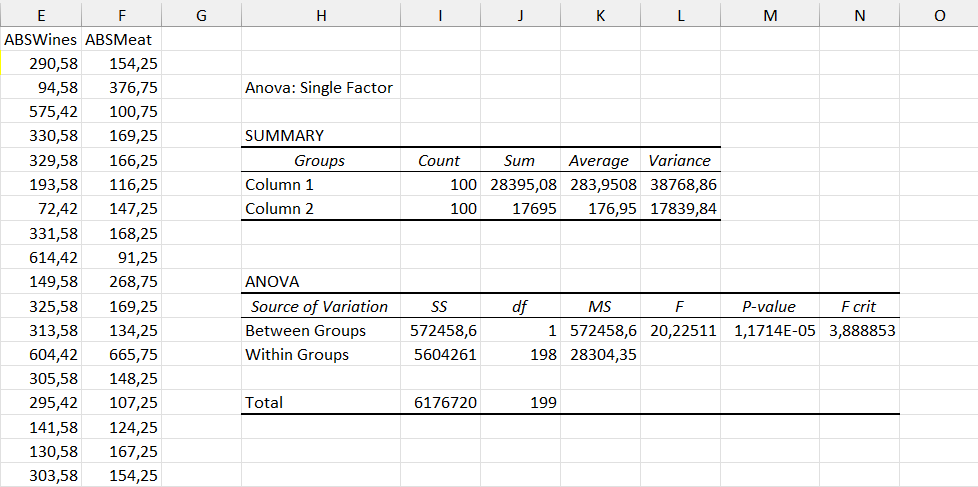 E F G H I J K L M N O
ABSWines ABSMeat
290,58 154,25
94,58 376,75 Anova: Single Factor
575,42 100,75
330,58 169,25 SUMMARY
329,58 166,25 Groups Count Sum Average Variance
193,58 116,25 Column 1 100 28395,08 283,9508 38768,86
72,42 147,25 Column 2 100 17695 176,95 17839,84
331,58 168,25
614,42 91,25
149,58 268,75 ANOVA
325,58 169,25 Source of Variation SS df MS F P-value F crit
313,58 134,25 Between Groups 572458,6 1 572458,6 20,22511 1,1714E-05 3,888853
604,42 665,75 Within Groups 5604261 198 28304,35
305,58 148,25
295,42 107,25 Total 6176720 199
141,58 124,25
130,58 167,25
303,58 154,25